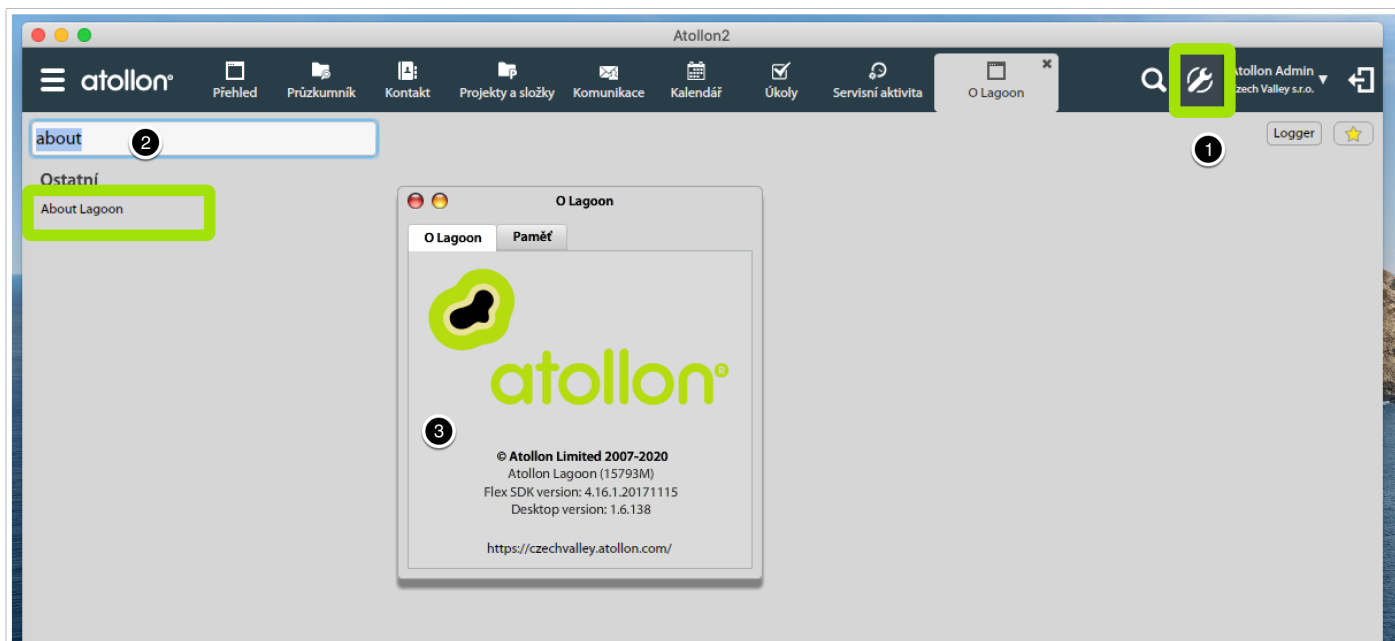 Atollon2
atollon®
Přehled
Průzkumník
Kontakt
Projekty a složky
Komunikace
Kalendář
Úkoly
Servisní aktivita
O Lagoon
Atollon Admin
Czech Valley s.r.o.
1
about
2
Logger
Ostatní
About Lagoon
O Lagoon
O Lagoon
Paměť
atollon®
3
© Atollon Limited 2007-2020
Atollon Lagoon (15793M)
Flex SDK version: 4.16.1.20171115
Desktop version: 1.6.138
https://czechvalley.atollon.com/